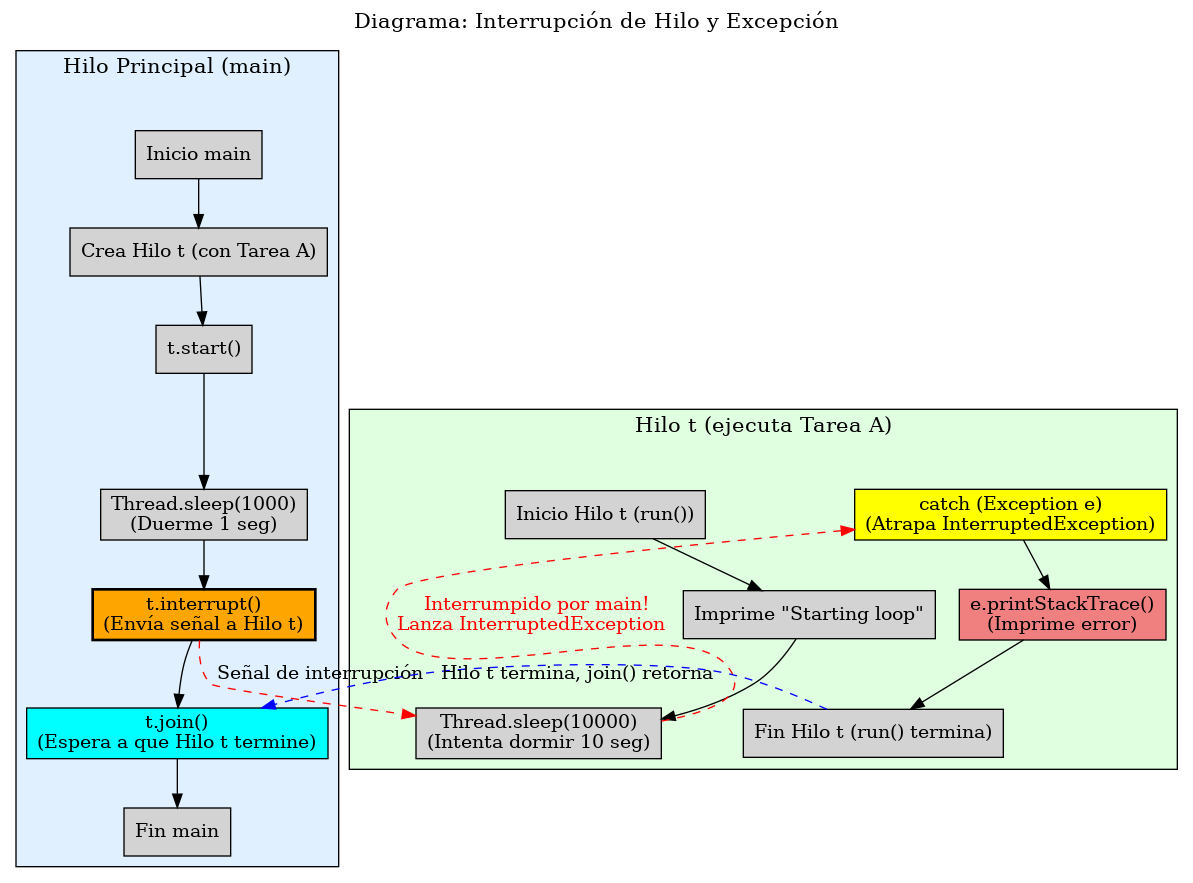 Diagrama: Interrupción de Hilo y Excepción
Hilo Principal (main)
Inicio main
Crea Hilo t (con Tarea A)
t.start()
Thread.sleep(1000)
(Duerme 1 seg)
t.interrupt()
(Envía señal a Hilo t)
Señal de interrupción
t.join()
(Espera a que Hilo t termine)
Fin main
Hilo t (ejecuta Tarea A)
Inicio Hilo t (run())
Imprime "Starting loop"
Thread.sleep(10000)
(Intenta dormir 10 seg)
Interrumpido por main!
Lanza InterruptedException
catch (Exception e)
(Atrapa InterruptedException)
e.printStackTrace()
(Imprime error)
Fin Hilo t (run() termina)
Hilo t termina, join() retorna